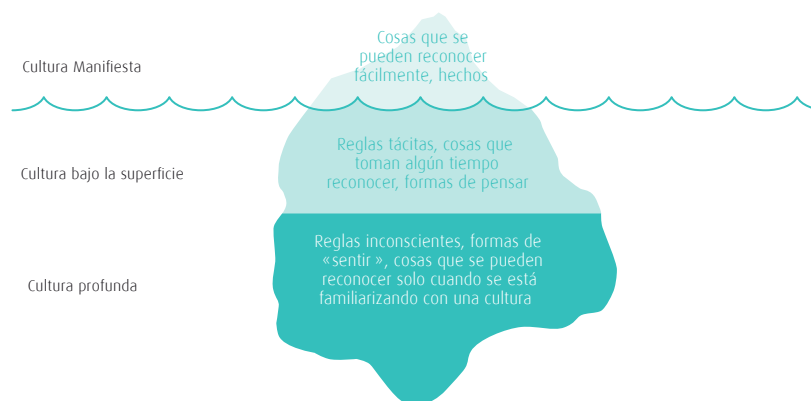 Cosas que se
pueden reconocer
fácilmente, hechos
Cultura Manifiesta
Reglas tácitas, cosas que
toman algún tiempo
reconocer, formas de pensar
Cultura bajo la superficie
Reglas inconscientes, formas de
«sentir», cosas que se pueden
reconocer solo cuando se está
familiarizando con una cultura
Cultura profunda